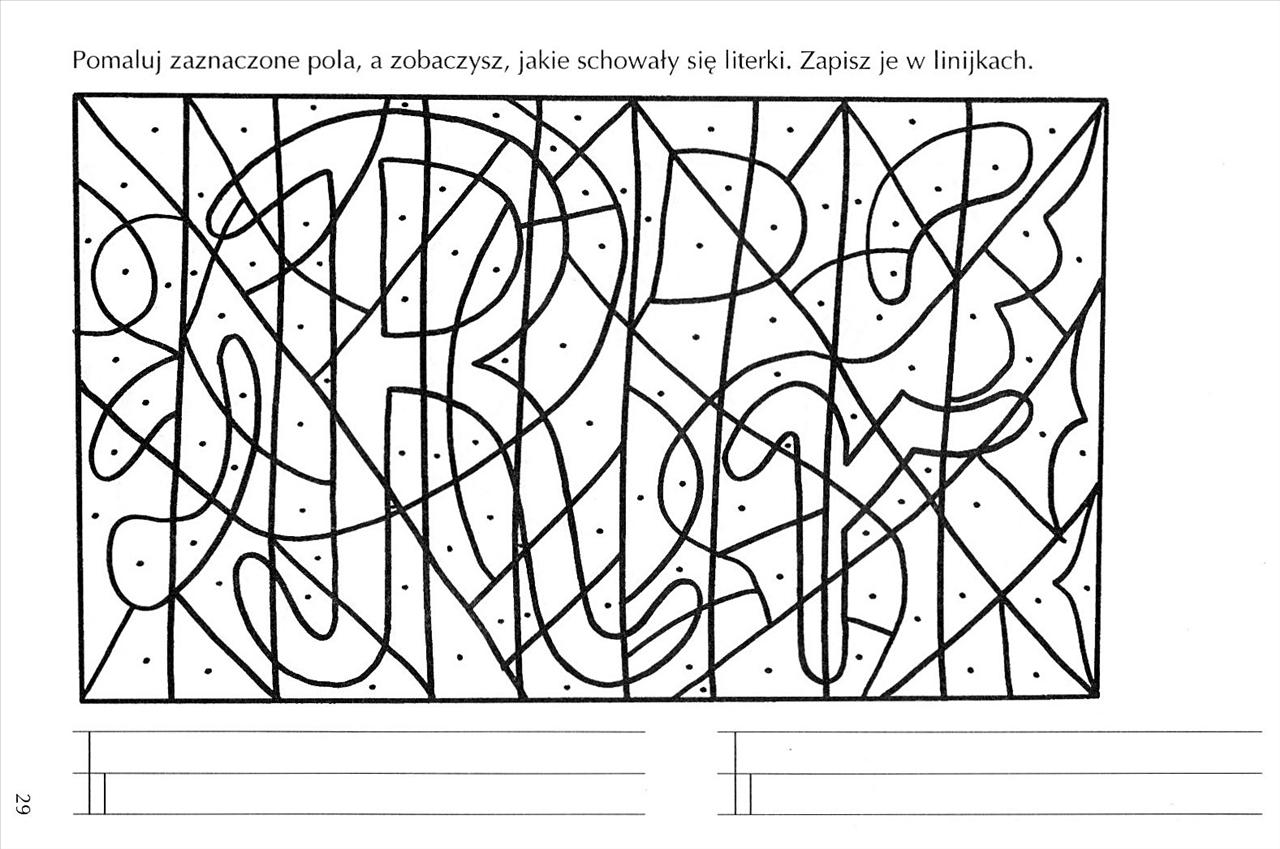 Pomaluj zaznaczone pola, a zobaczysz, jakie schowały się literki. Zapisz je w linijkach.
29